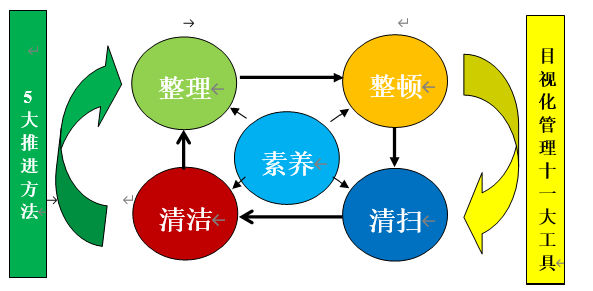 5大推进方法
整理
整顿
素养
清洁
清扫
目视化管理十一大工具